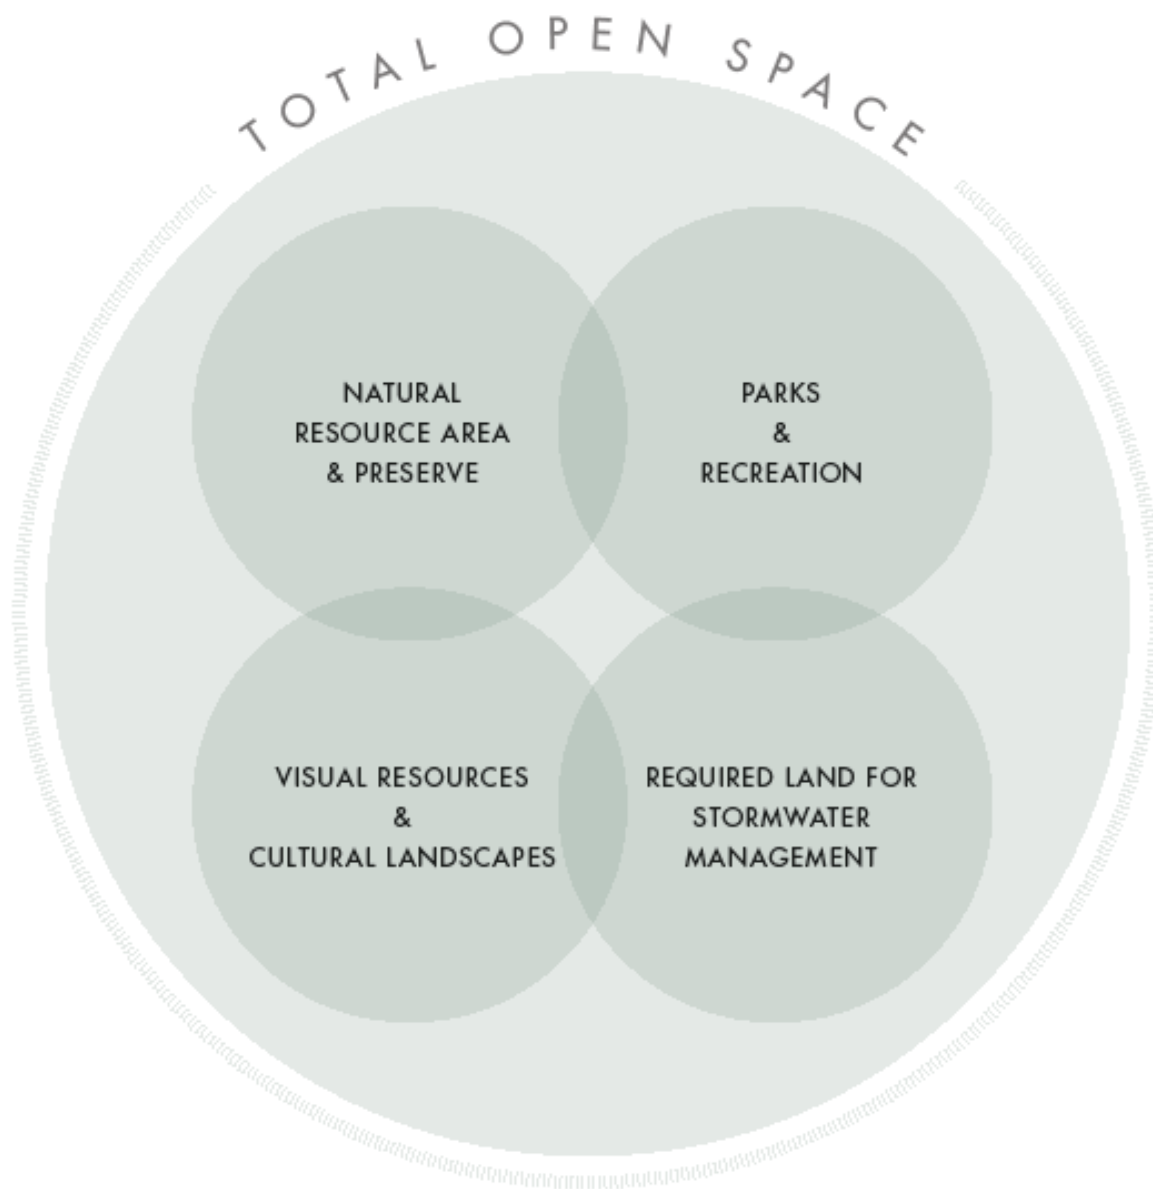 TOTAL OPEN SPACE
NATURAL
RESOURCE AREA
& PRESERVE
PARKS
&
RECREATION
VISUAL RESOURCES
&
CULTURAL LANDSCAPES
REQUIRED LAND FOR
STORMWATER
MANAGEMENT